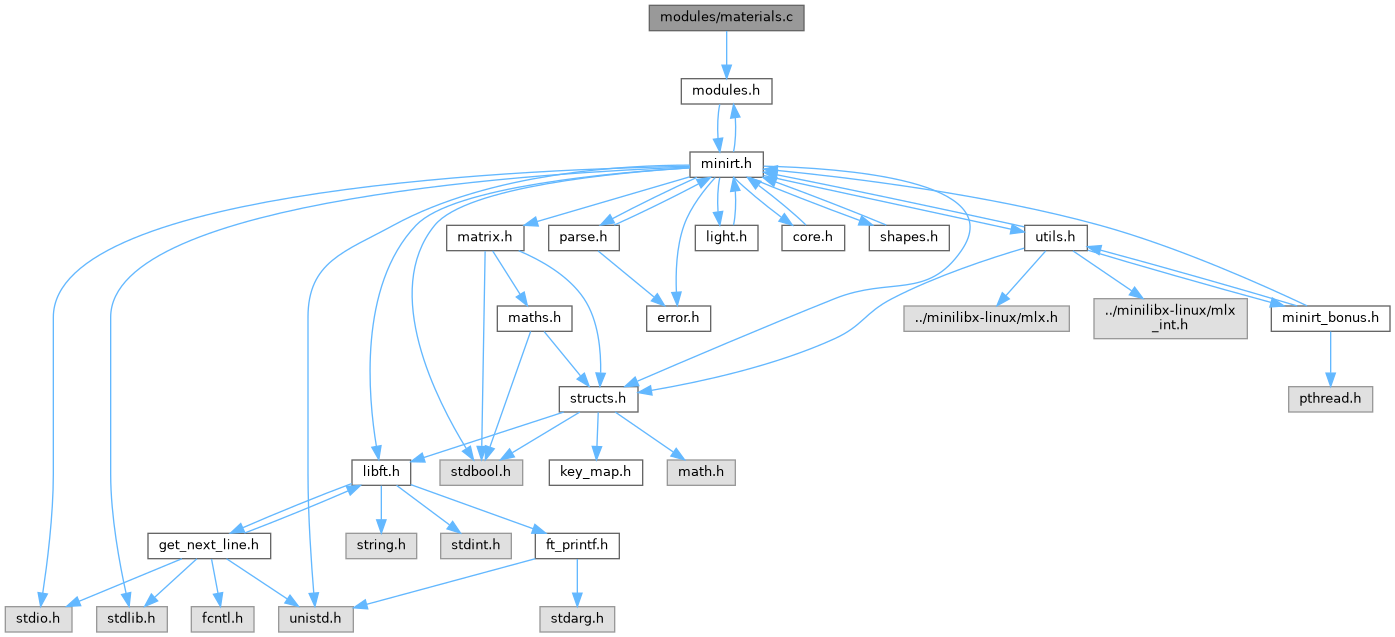 modules/materials.c
modules.h
minirt.h
matrix.h
parse.h
light.h
core.h
shapes.h
utils.h
maths.h
error.h
../minilibx-linux/mlx.h
../minilibx-linux/mlx
_int.h
minirt_bonus.h
structs.h
pthread.h
libft.h
stdbool.h
key_map.h
math.h
get_next_line.h
string.h
stdint.h
ft_printf.h
stdio.h
stdlib.h
fcntl.h
unistd.h
stdarg.h